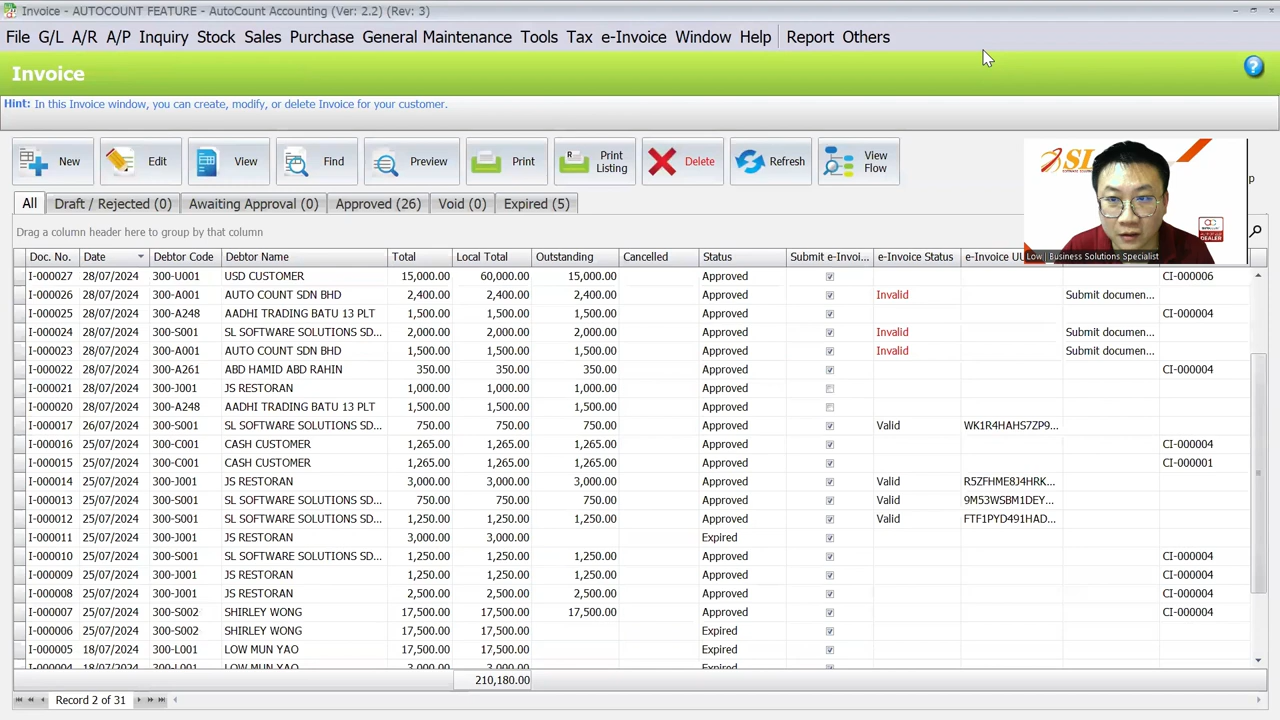 Invoice - AUTOCOUNT FEATURE - AutoCount Accounting (Ver: 2.2) (Rev: 3)
File G/L A/R A/P Inquiry Stock Sales Purchase General Maintenance Tools Tax e-Invoice Window Help Report Others
Invoice
Hint: In this Invoice window, you can create, modify, or delete Invoice for your customer.
New Edit View Find Preview Print Print Listing Delete Refresh View Flow
All Draft / Rejected (0) Awaiting Approval (0) Approved (26) Void (0) Expired (5)
Drag a column header here to group by that column
Low | Business Solutions Specialist
Doc. No. Date Debtor Code Debtor Name Total Local Total Outstanding Cancelled Status Submit e-Invoi... e-Invoice Status e-Invoice UU
I-000027 28/07/2024 300-U001 USD CUSTOMER 15,000.00 60,000.00 15,000.00 Approved CI-000006
I-000026 28/07/2024 300-A001 AUTO COUNT SDN BHD 2,400.00 2,400.00 2,400.00 Approved Invalid Submit documen...
I-000025 28/07/2024 300-A248 AADHI TRADING BATU 13 PLT 1,500.00 1,500.00 1,500.00 Approved CI-000004
I-000024 28/07/2024 300-S001 SL SOFTWARE SOLUTIONS SD... 2,000.00 2,000.00 2,000.00 Approved Invalid Submit documen...
I-000023 28/07/2024 300-A001 AUTO COUNT SDN BHD 1,500.00 1,500.00 1,500.00 Approved Invalid Submit documen...
I-000022 28/07/2024 300-A261 ABD HAMID ABD RAHIN 350.00 350.00 350.00 Approved CI-000004
I-000021 28/07/2024 300-J001 JS RESTORAN 1,000.00 1,000.00 1,000.00 Approved
I-000020 28/07/2024 300-A248 AADHI TRADING BATU 13 PLT 1,500.00 1,500.00 1,500.00 Approved
I-000017 26/07/2024 300-S001 SL SOFTWARE SOLUTIONS SD... 750.00 750.00 750.00 Approved Valid WK1R4HAHS7ZP9...
I-000016 25/07/2024 300-C001 CASH CUSTOMER 1,265.00 1,265.00 1,265.00 Approved CI-000004
I-000015 25/07/2024 300-C001 CASH CUSTOMER 1,265.00 1,265.00 1,265.00 Approved CI-000001
I-000014 25/07/2024 300-J001 JS RESTORAN 3,000.00 3,000.00 3,000.00 Approved Valid R5ZFHME8J4HRK...
I-000013 25/07/2024 300-S001 SL SOFTWARE SOLUTIONS SD... 750.00 750.00 750.00 Approved Valid 9M53WSBM1DEY...
I-000012 25/07/2024 300-S001 SL SOFTWARE SOLUTIONS SD... 1,250.00 1,250.00 1,250.00 Approved Valid FTF1PYD491HAD...
I-000011 25/07/2024 300-J001 JS RESTORAN 3,000.00 3,000.00 Expired
I-000010 25/07/2024 300-S001 SL SOFTWARE SOLUTIONS SD... 1,250.00 1,250.00 1,250.00 Approved CI-000004
I-000009 25/07/2024 300-J001 JS RESTORAN 1,250.00 1,250.00 1,250.00 Approved CI-000004
I-000008 25/07/2024 300-J001 JS RESTORAN 2,500.00 2,500.00 2,500.00 Approved CI-000004
I-000007 25/07/2024 300-S002 SHIRLEY WONG 17,500.00 17,500.00 17,500.00 Approved CI-000004
I-000006 25/07/2024 300-S002 SHIRLEY WONG 17,500.00 17,500.00 Expired
I-000005 18/07/2024 300-L001 LOW MUN YAO 17,500.00 17,500.00 Expired
I-000004 18/07/2024 300-L001 LOW MUN YAO 3,000.00 3,000.00 Expired
210,180.00
Record 2 of 31